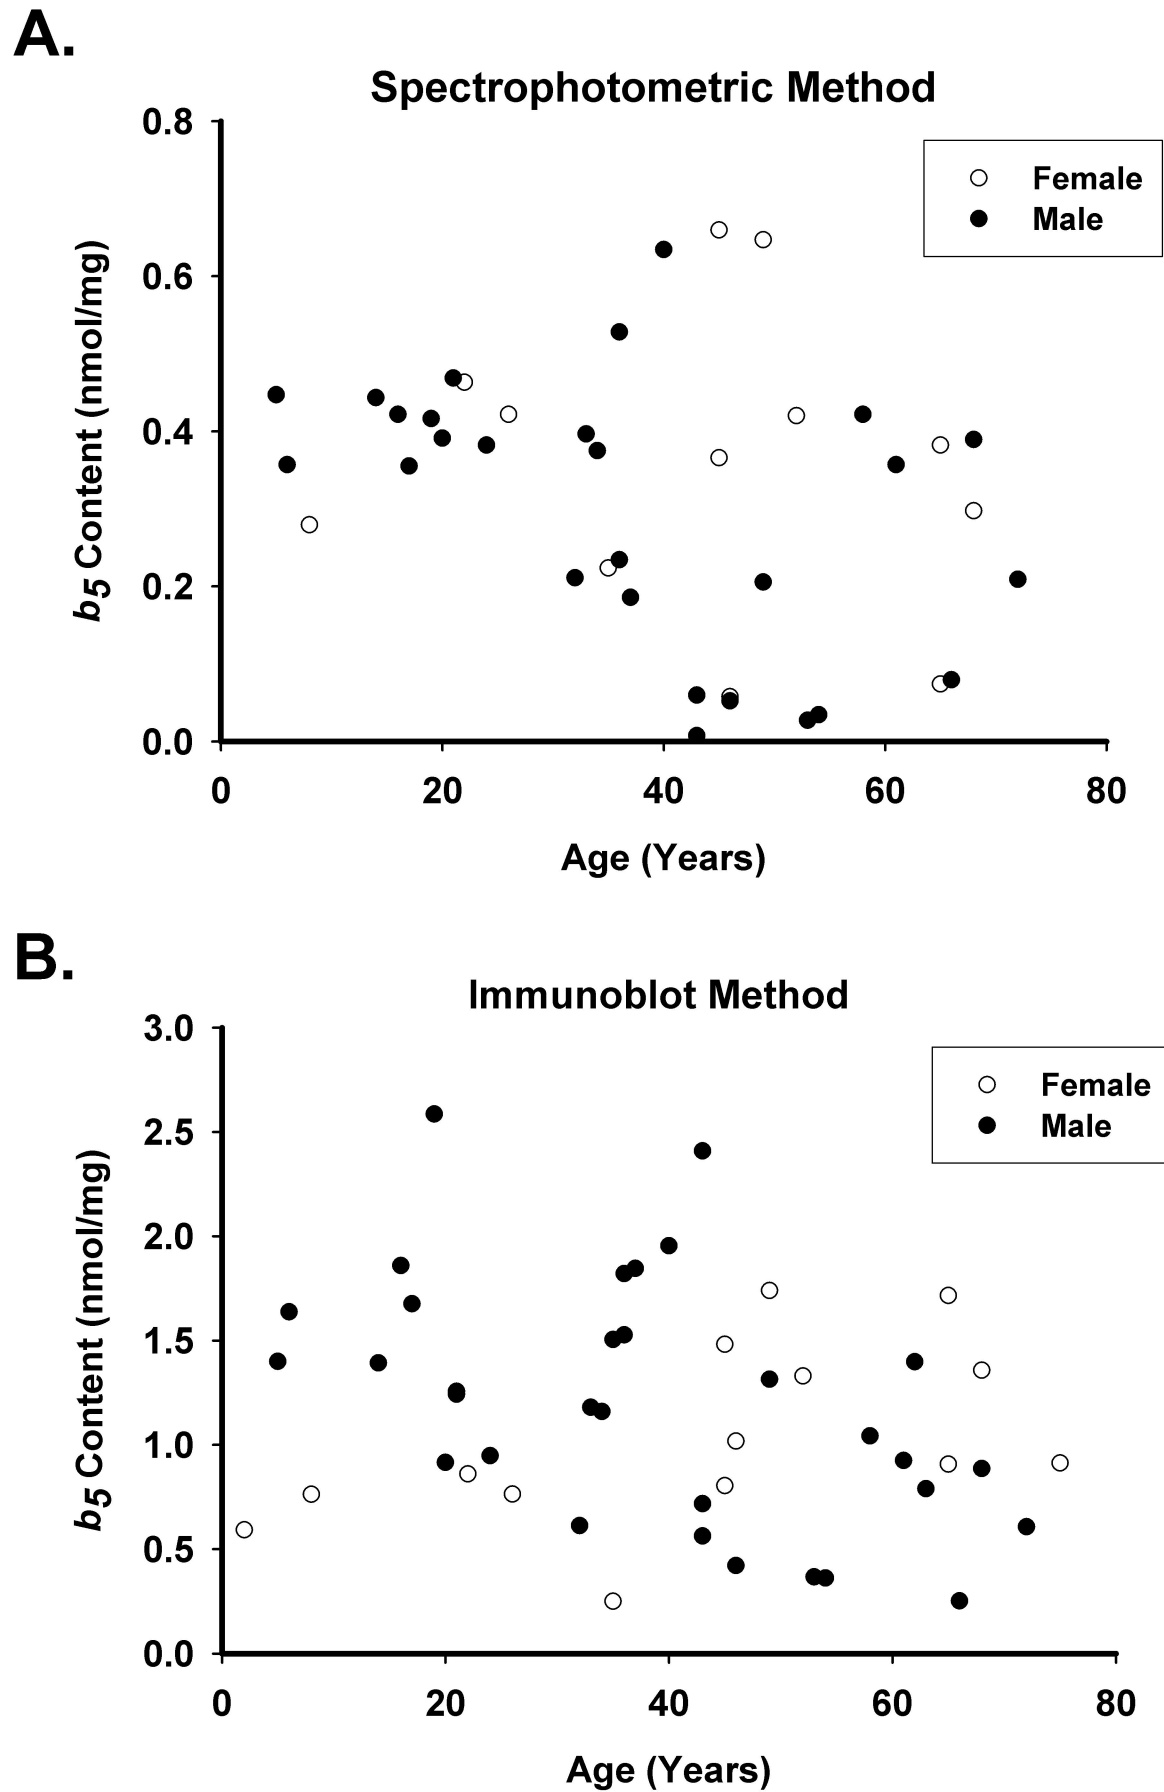 A.
Spectrophotometric Method
0.8
0.6
0.4
0.2
0.0
b5 Content (nmol/mg)
Female
Male
0 20 40 60 80
Age (Years)
B.
Immunoblot Method
3.0
2.5
2.0
1.5
1.0
0.5
0.0
b5 Content (nmol/mg)
Female
Male
0 20 40 60 80
Age (Years)